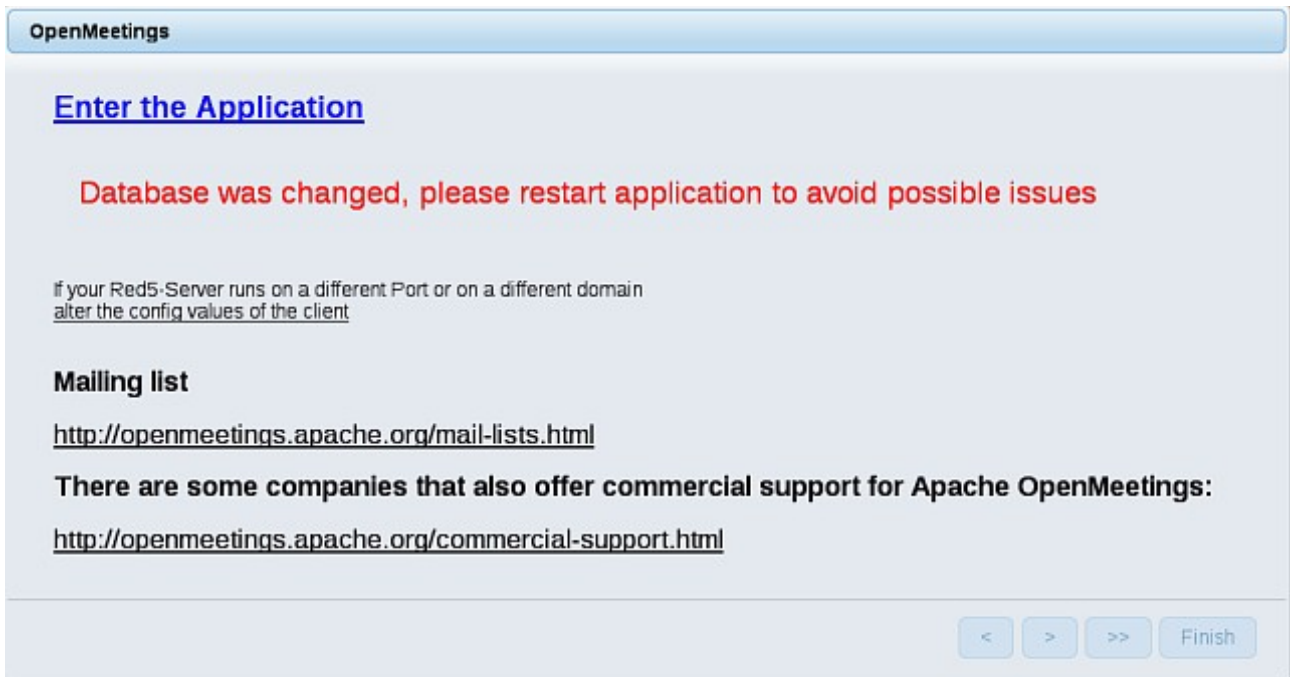 OpenMeetings
Enter the Application
Database was changed, please restart application to avoid possible issues
If your Red5-Server runs on a different Port or on a different domain
alter the config values of the client
Mailing list
http://openmeetings.apache.org/mail-lists.html
There are some companies that also offer commercial support for Apache OpenMeetings:
http://openmeetings.apache.org/commercial-support.html
< > >> Finish